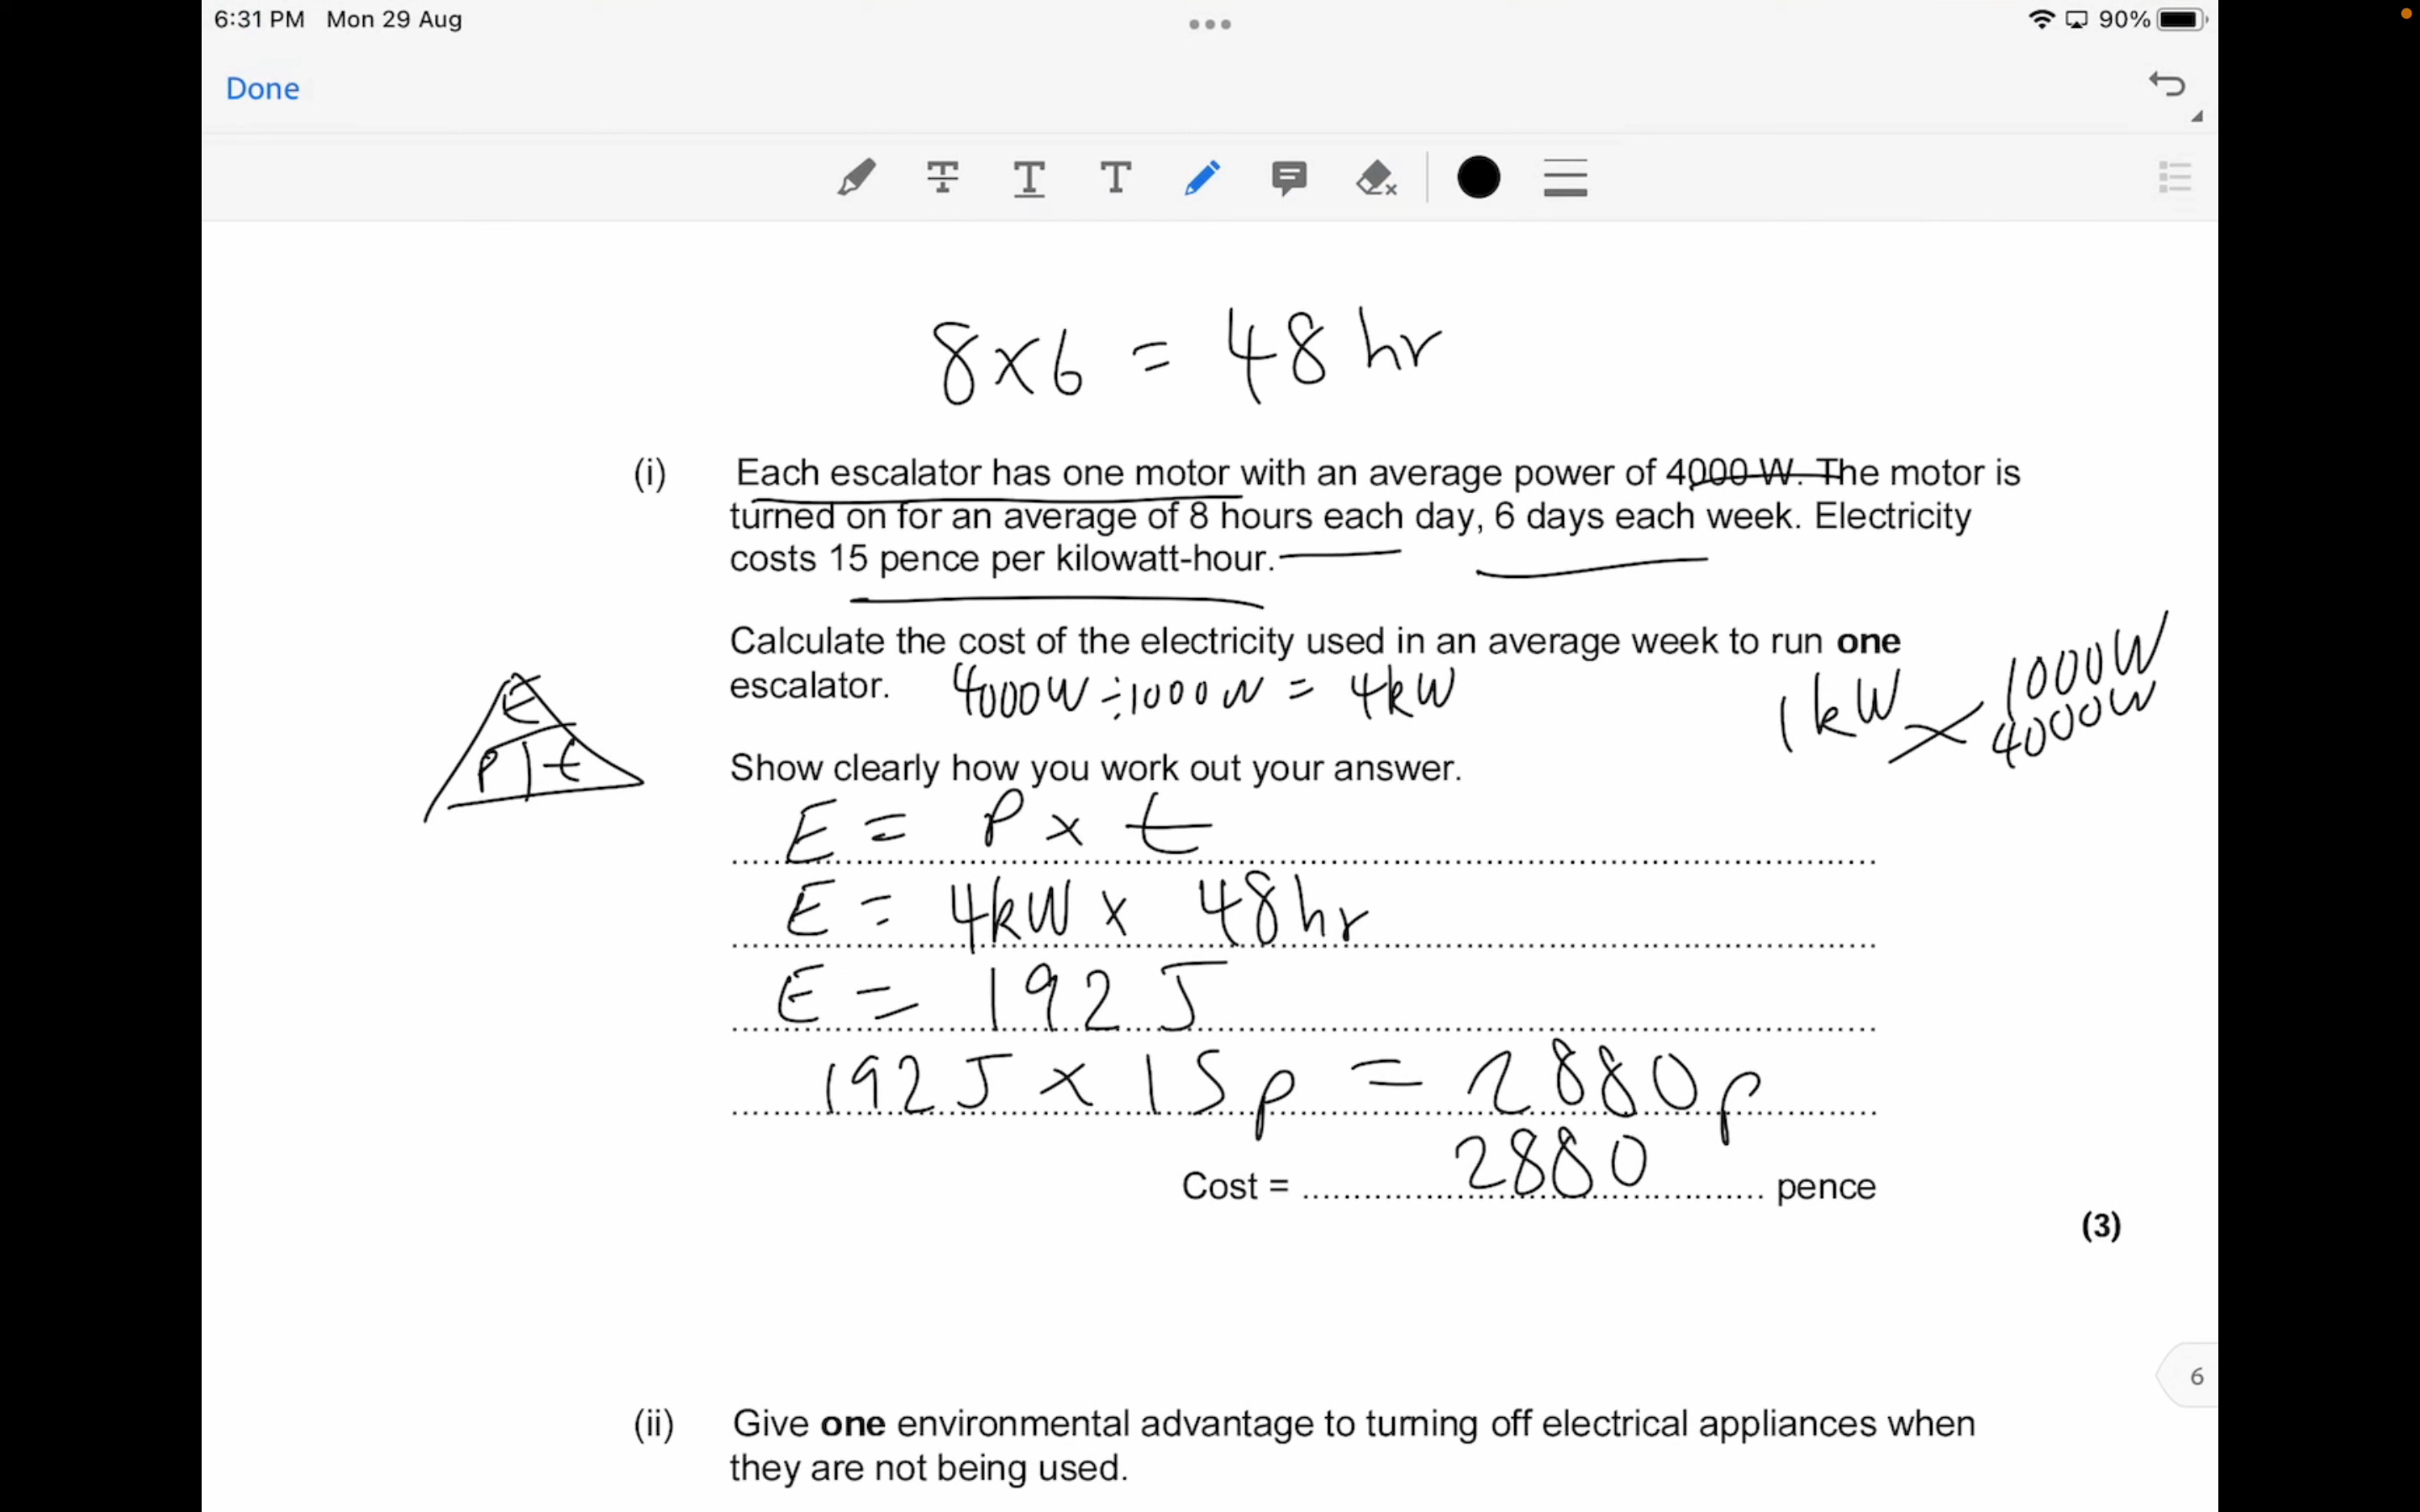 6:31 PM Mon 29 Aug
90%
Done
8 x 6 = 48 hr
(i) Each escalator has one motor with an average power of 4000 W. The motor is
turned on for an average of 8 hours each day, 6 days each week. Electricity
costs 15 pence per kilowatt-hour.
Calculate the cost of the electricity used in an average week to run one
escalator.
4000W ÷ 1000W = 4kW
1kW 1000W
4000W
E
P t
Show clearly how you work out your answer.
E = P x t
E = 4kW x 48hr
E = 192 J
192 J x 15p = 2880p
Cost = 2880 pence
(3)
6
(ii) Give one environmental advantage to turning off electrical appliances when
they are not being used.